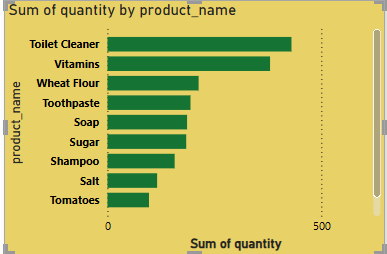 Sum of quantity by product_name
product_name
Toilet Cleaner
Vitamins
Wheat Flour
Toothpaste
Soap
Sugar
Shampoo
Salt
Tomatoes
0 500
Sum of quantity